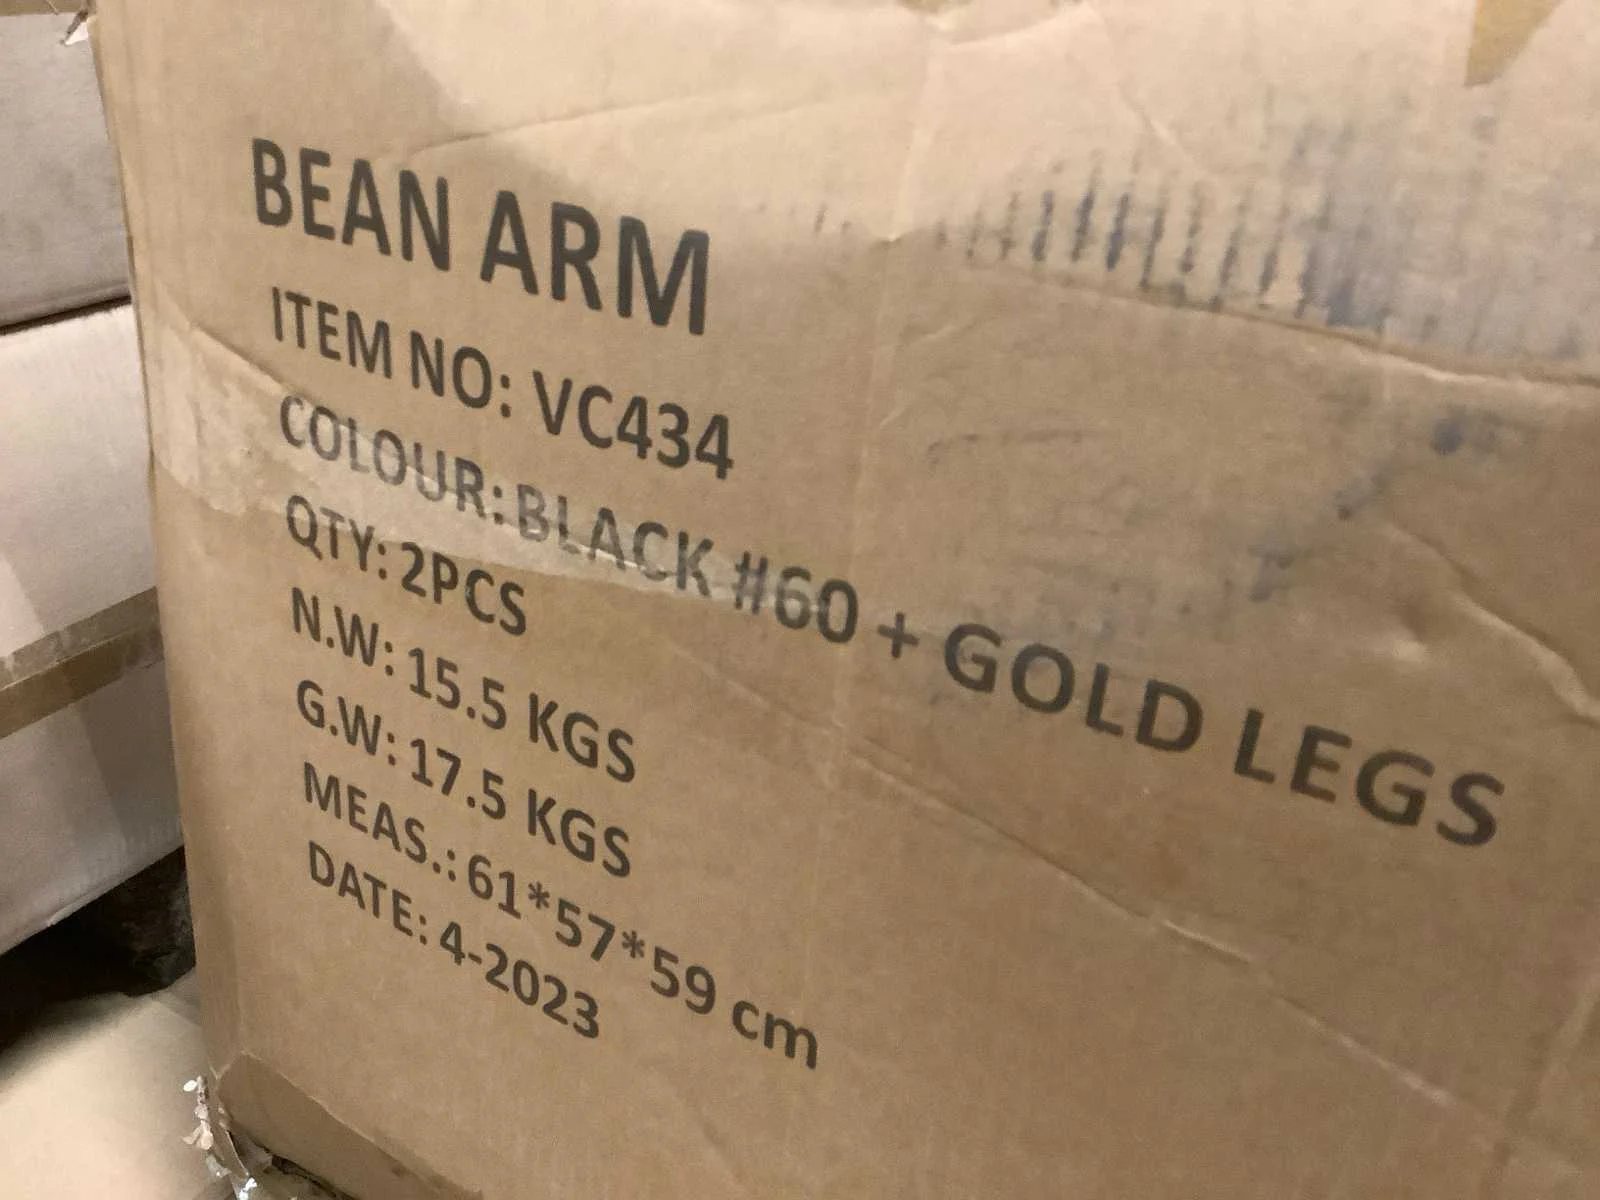 BEAN ARM
ITEM NO: VC434
COLOUR: BLACK #60 + GOLD LEGS
QTY: 2PCS
N.W: 15.5 KGS
G.W: 17.5 KGS
MEAS.: 61*57*59 cm
DATE: 4-2023